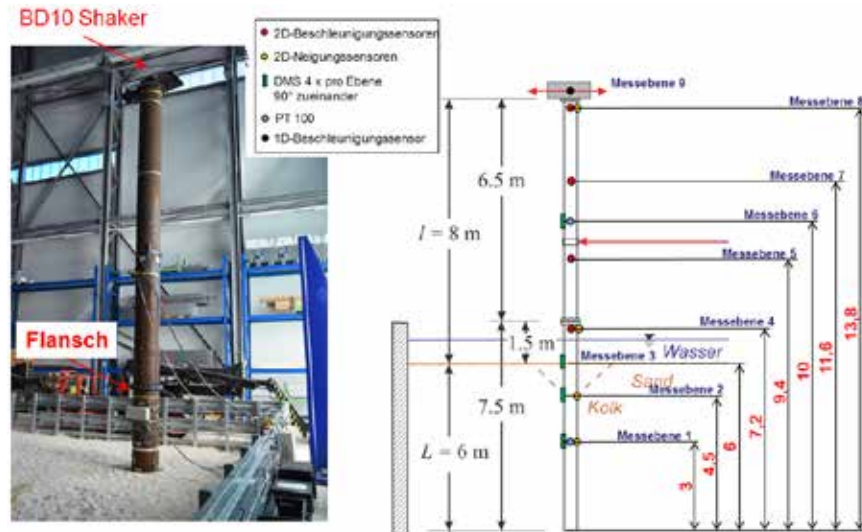 BD10 Shaker
Flansch
2D-Beschleunigungssensoren
2D-Neigungssensoren
DMS 4 x pro Ebene
90° zueinander
PT 100
1D-Beschleunigungssensor
Messebene 9
Messebene 8
Messebene 7
Messebene 6
Messebene 5
Messebene 4
Wasser
Messebene 3
Sand
Messebene 2
Kolk
Messebene 1
6.5 m
l = 8 m
1.5 m
7.5 m
L = 6 m
3
4,5
6
7,2
9,4
10
11,6
13,8